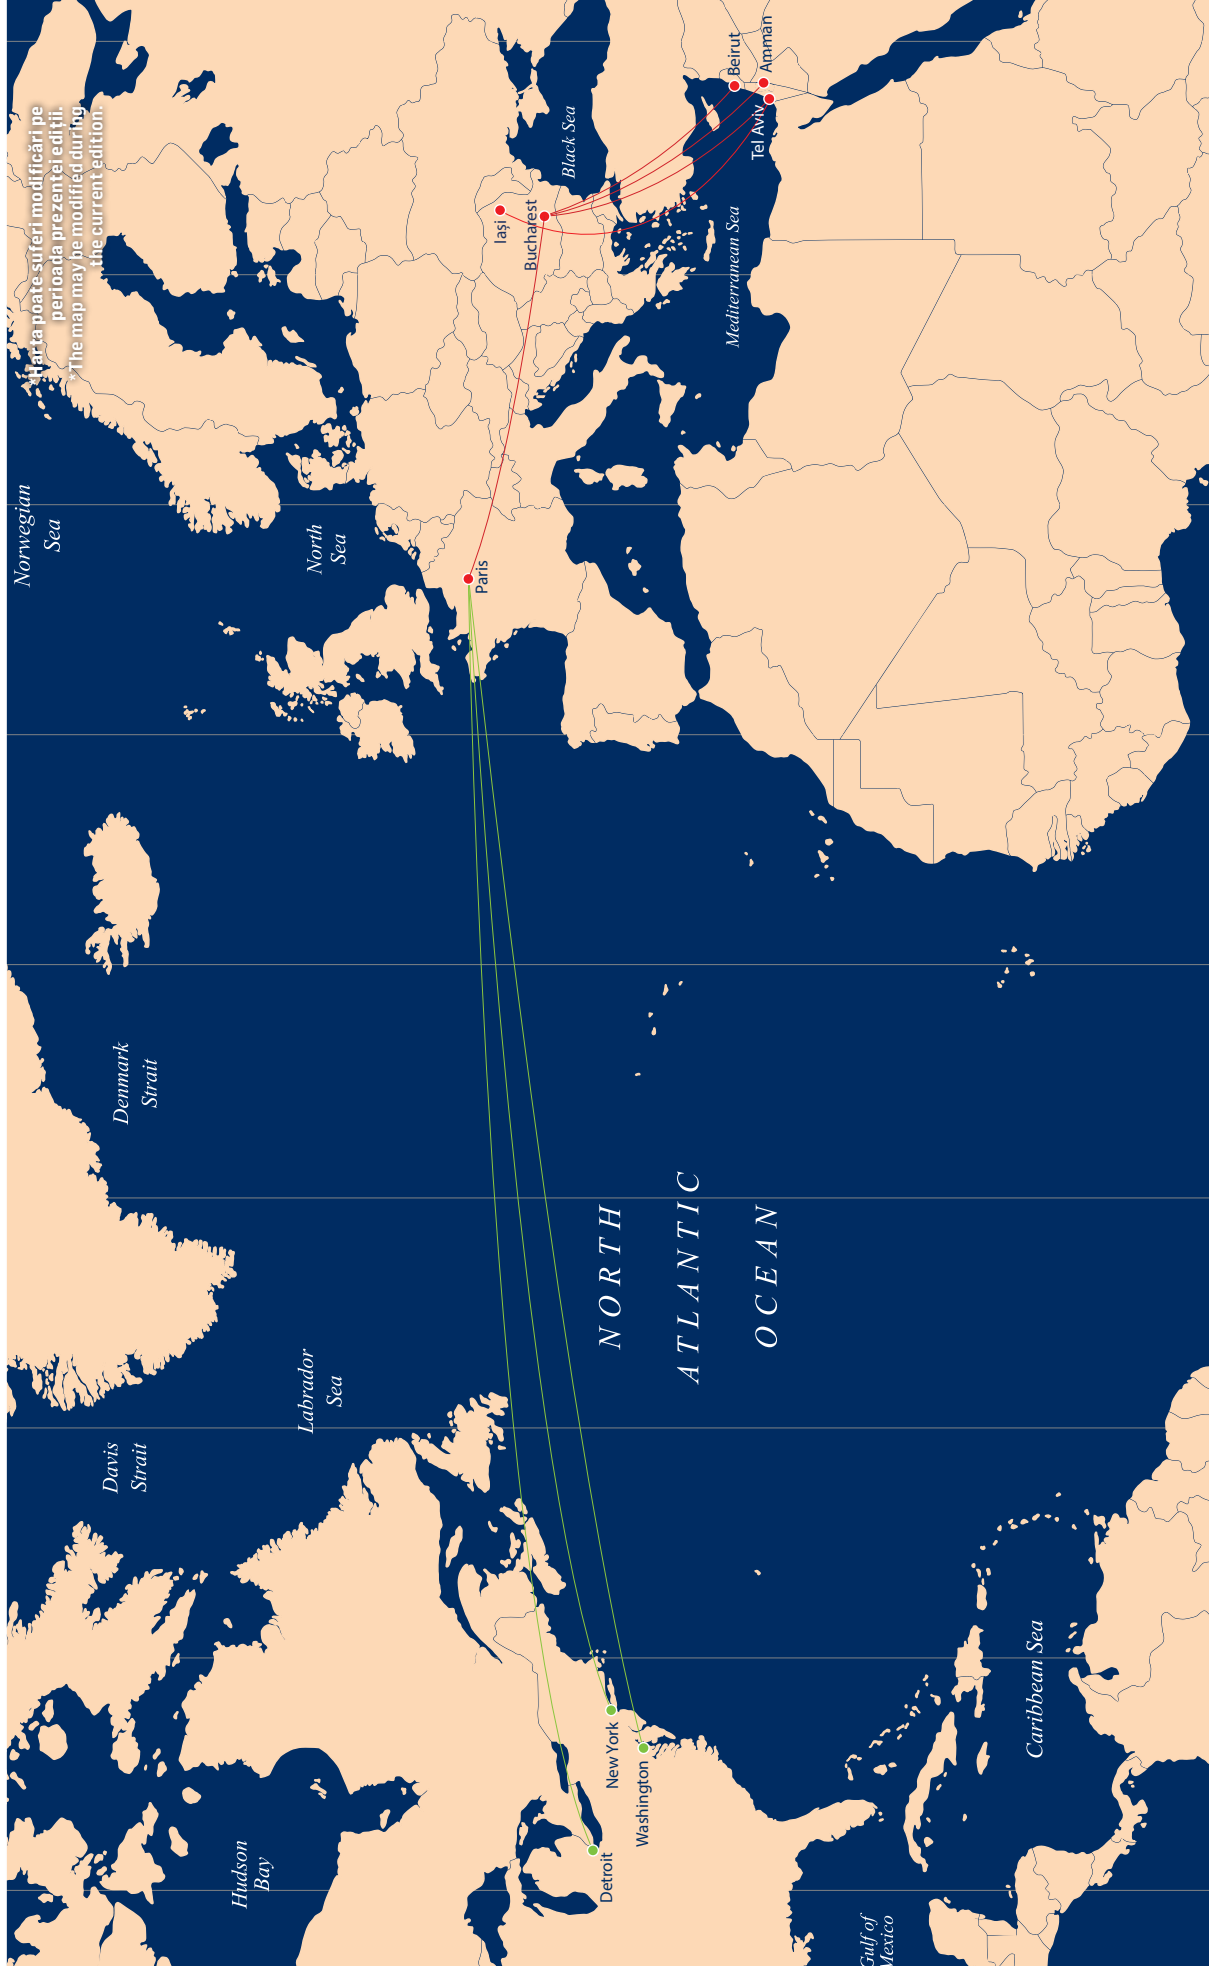 *Harta poate suferi modificări pe
perioada prezentei ediții.
*The map may be modified during
the current edition.
Norwegian
Sea
North
Sea
Denmark
Strait
Davis
Strait
Labrador
Sea
Hudson
Bay
NORTH
ATLANTIC
OCEAN
Black Sea
Mediterranean Sea
Caribbean Sea
Gulf of
Mexico
Beirut
Amman
Tel Aviv
Iași
Bucharest
Paris
New York
Washington
Detroit